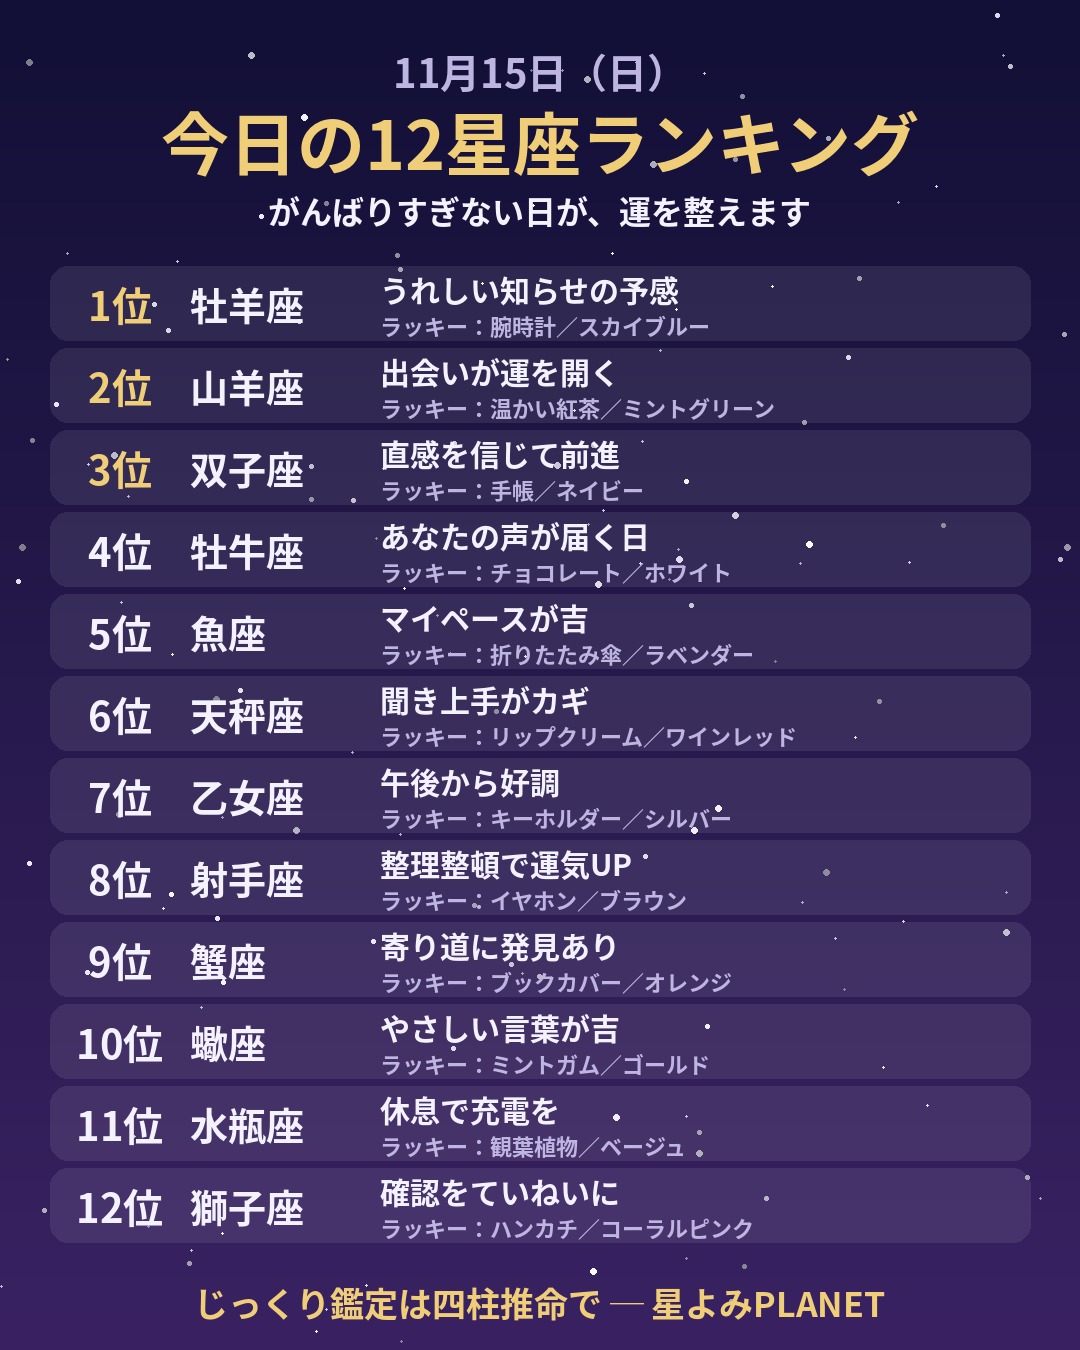 11月15日（日）
今日の12星座ランキング
がんばりすぎない日が、運を整えます
1位 牡羊座 うれしい知らせの予感
ラッキー：腕時計／スカイブルー
2位 山羊座 出会いが運を開く
ラッキー：温かい紅茶／ミントグリーン
3位 双子座 直感を信じて前進
ラッキー：手帳／ネイビー
4位 牡牛座 あなたの声が届く日
ラッキー：チョコレート／ホワイト
5位 魚座 マイペースが吉
ラッキー：折りたたみ傘／ラベンダー
6位 天秤座 聞き上手がカギ
ラッキー：リップクリーム／ワインレッド
7位 乙女座 午後から好調
ラッキー：キーホルダー／シルバー
8位 射手座 整理整頓で運気UP
ラッキー：イヤホン／ブラウン
9位 蟹座 寄り道に発見あり
ラッキー：ブックカバー／オレンジ
10位 蠍座 やさしい言葉が吉
ラッキー：ミントガム／ゴールド
11位 水瓶座 休息で充電を
ラッキー：観葉植物／ベージュ
12位 獅子座 確認をていねいに
ラッキー：ハンカチ／コーラルピンク
じっくり鑑定は四柱推命で ― 星よみPLANET